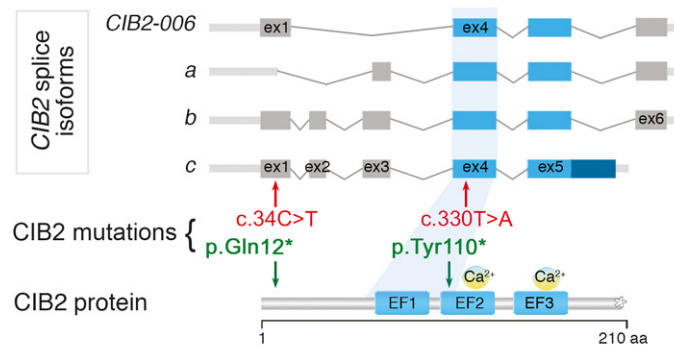 CIB2 splice
isoforms
CIB2-006 ex1 ex4
a
b ex6
c ex1 ex2 ex3 ex4 ex5
CIB2 mutations {
c.34C>T c.330T>A
p.Gln12* p.Tyr110*
Ca²⁺ Ca²⁺
CIB2 protein EF1 EF2 EF3
1 210 aa